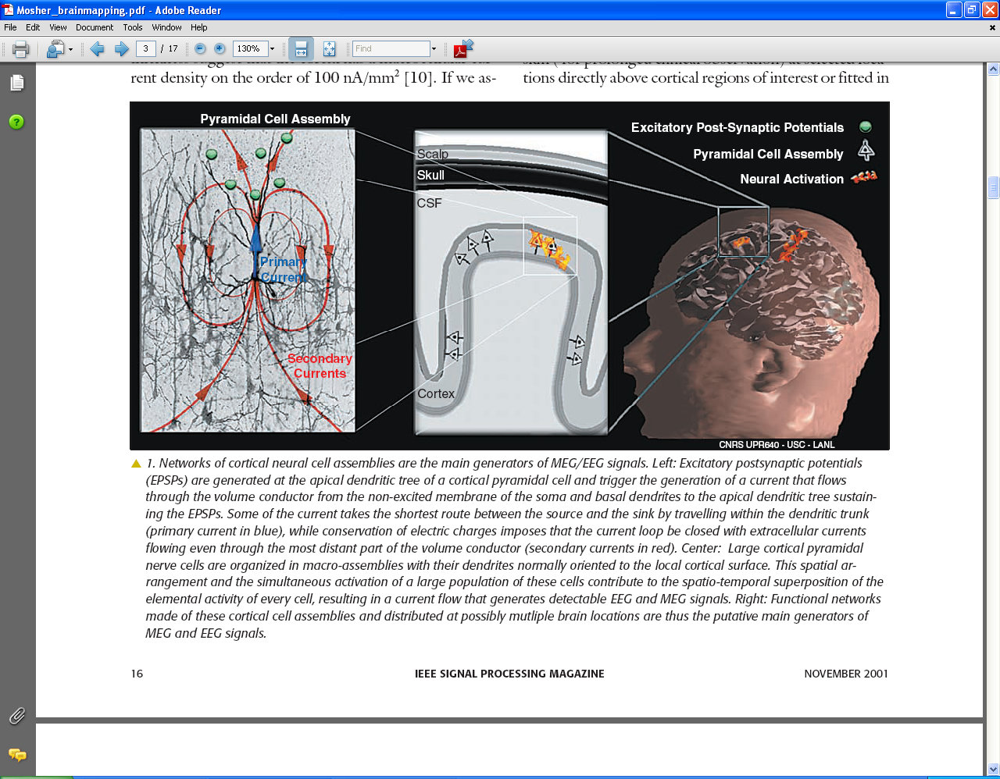 Mosher_brainmapping.pdf - Adobe Reader
File Edit View Document Tools Window Help
3 / 17 130% Find
rent density on the order of 100 nA/mm² [10]. If we as-
tions directly above cortical regions of interest or fitted in
Pyramidal Cell Assembly
Primary
Current
Secondary
Currents
Scalp
Skull
CSF
Cortex
Excitatory Post-Synaptic Potentials
Pyramidal Cell Assembly
Neural Activation
CNRS UPR640 - USC - LANL
1. Networks of cortical neural cell assemblies are the main generators of MEG/EEG signals. Left: Excitatory postsynaptic potentials
(EPSPs) are generated at the apical dendritic tree of a cortical pyramidal cell and trigger the generation of a current that flows
through the volume conductor from the non-excited membrane of the soma and basal dendrites to the apical dendritic tree sustain-
ing the EPSPs. Some of the current takes the shortest route between the source and the sink by travelling within the dendritic trunk
(primary current in blue), while conservation of electric charges imposes that the current loop be closed with extracellular currents
flowing even through the most distant part of the volume conductor (secondary currents in red). Center: Large cortical pyramidal
nerve cells are organized in macro-assemblies with their dendrites normally oriented to the local cortical surface. This spatial ar-
rangement and the simultaneous activation of a large population of these cells contribute to the spatio-temporal superposition of the
elemental activity of every cell, resulting in a current flow that generates detectable EEG and MEG signals. Right: Functional networks
made of these cortical cell assemblies and distributed at possibly mutliple brain locations are thus the putative main generators of
MEG and EEG signals.
16 IEEE SIGNAL PROCESSING MAGAZINE NOVEMBER 2001